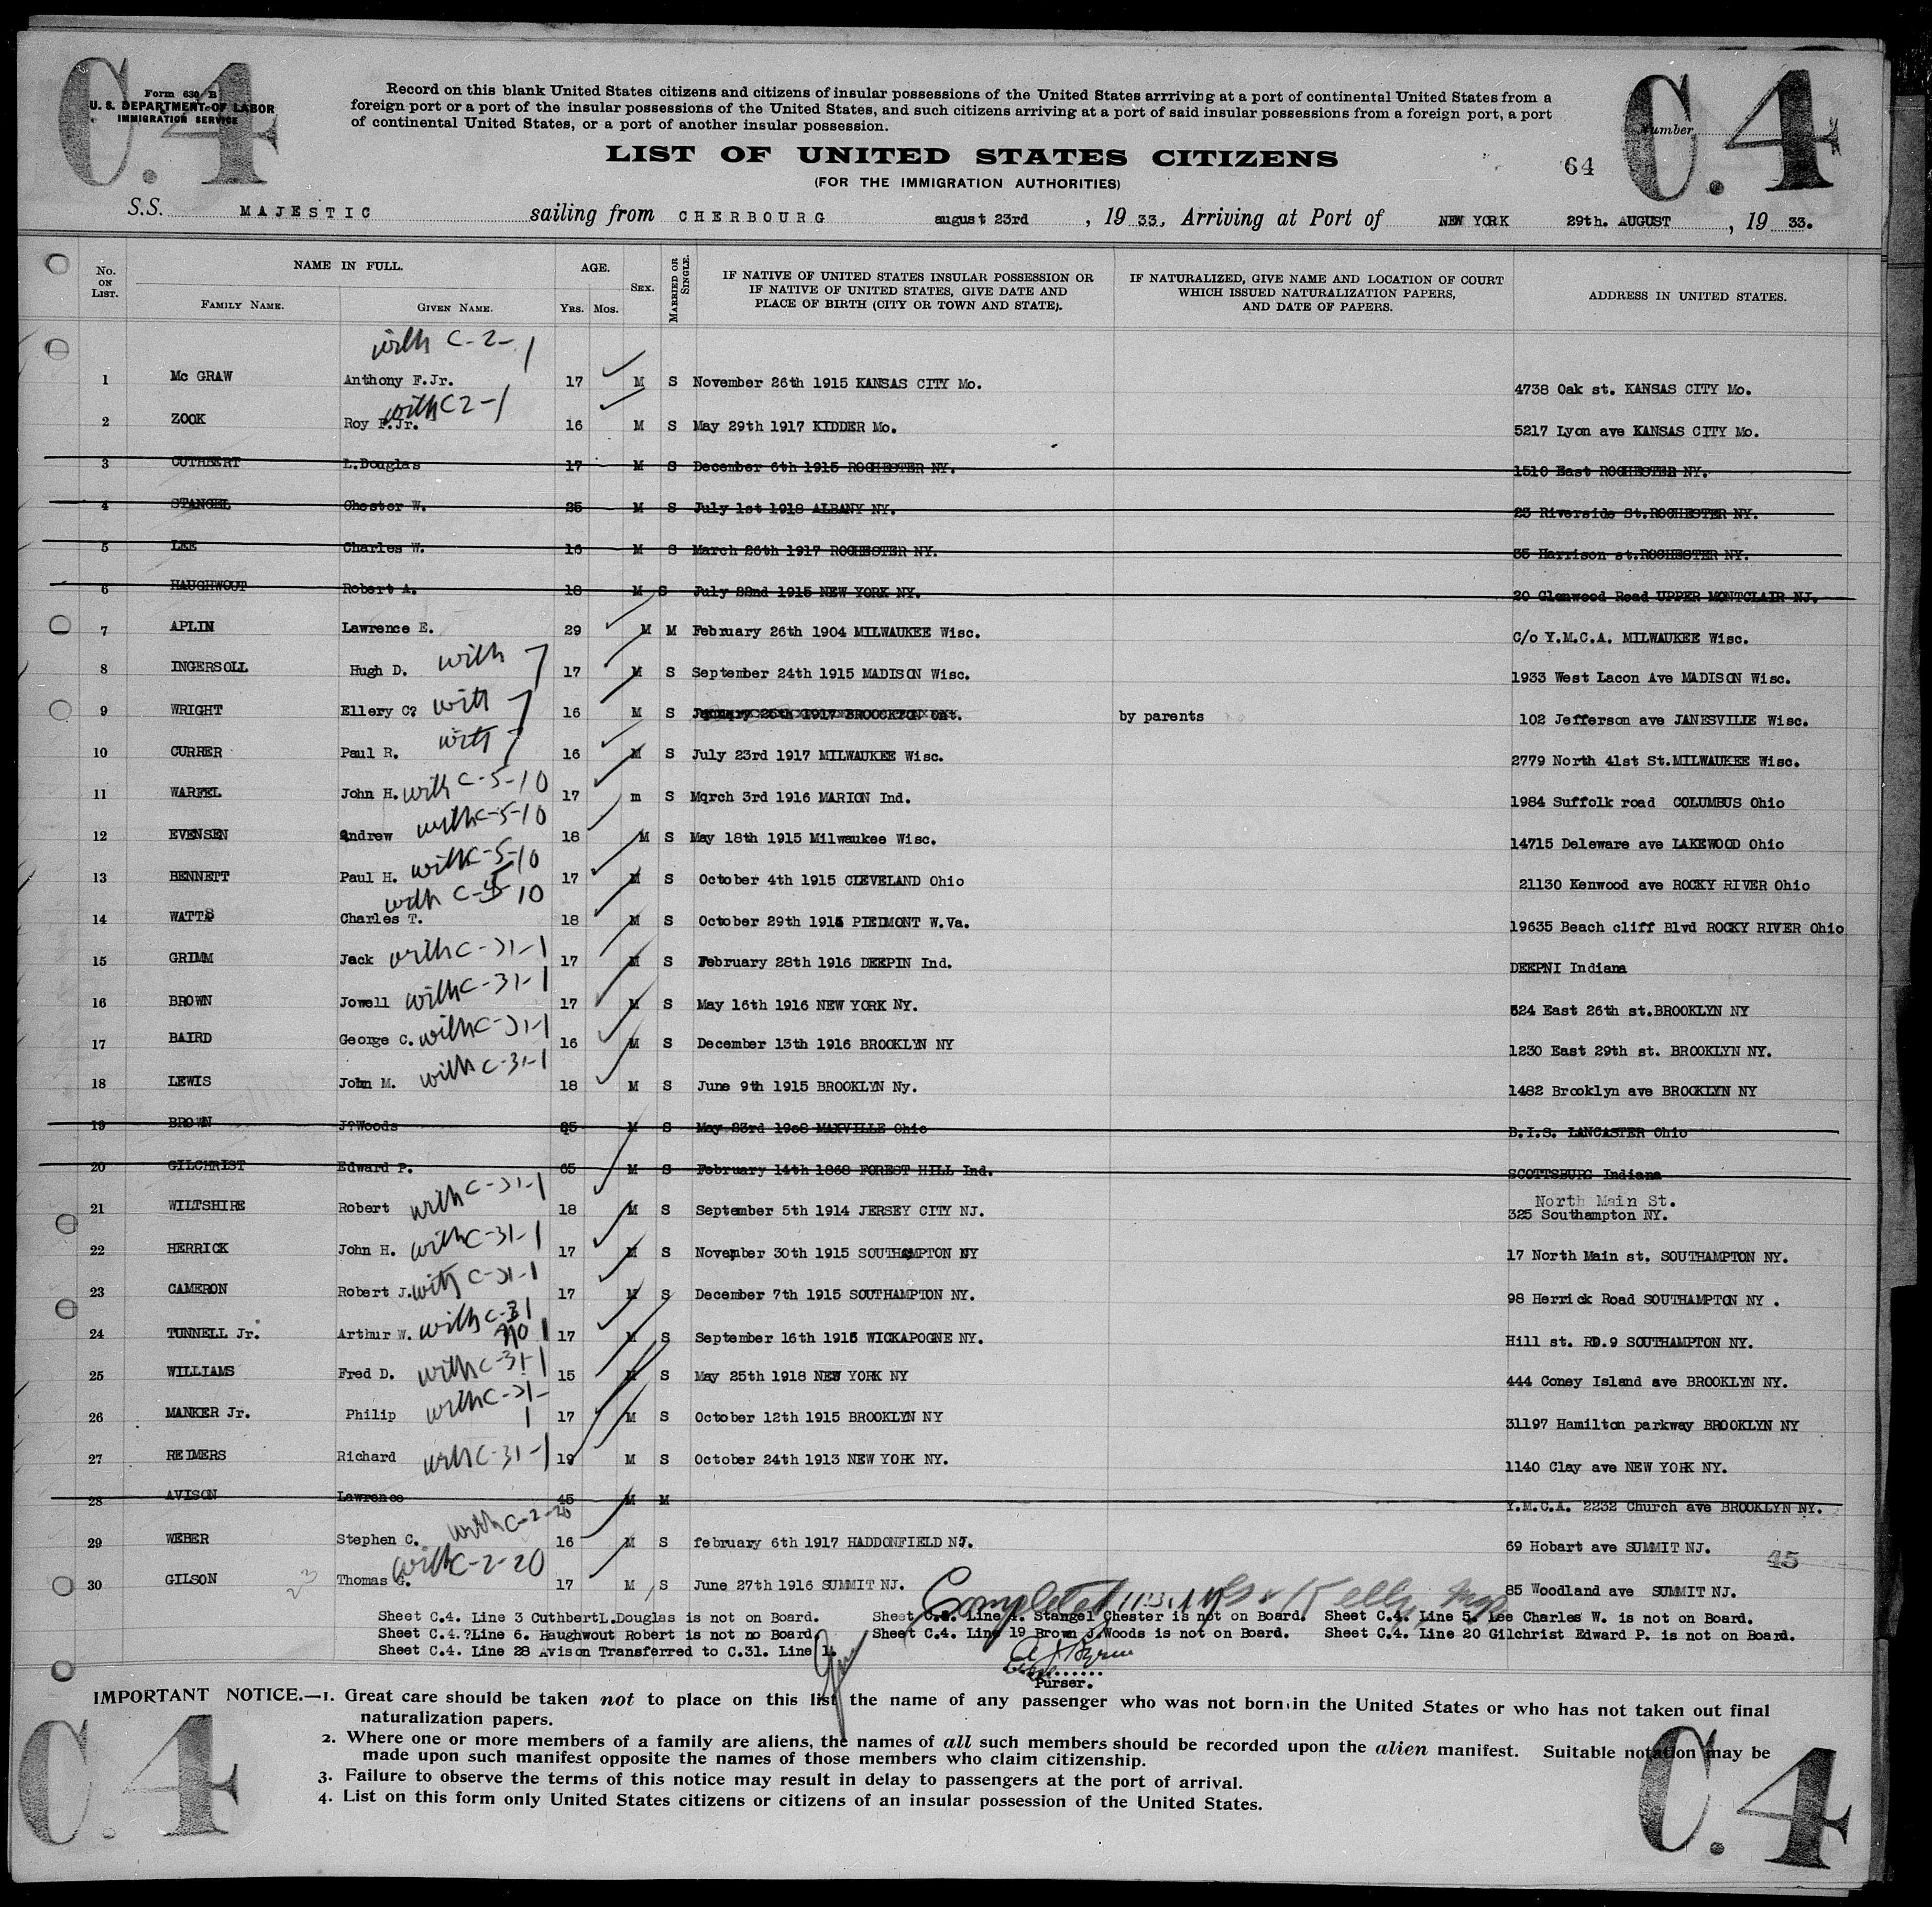 C.4
C.4
Form 630 B
U. S. DEPARTMENT OF LABOR
IMMIGRATION SERVICE
Record on this blank United States citizens and citizens of insular possessions of the United States arrriving at a port of continental United States from a
foreign port or a port of the insular possessions of the United States, and such citizens arriving at a port of said insular possessions from a foreign port, a port
of continental United States, or a port of another insular possession.
Number
LIST OF UNITED STATES CITIZENS
64
(FOR THE IMMIGRATION AUTHORITIES)
S.S. MAJESTIC sailing from CHERBOURG august 23rd, 19 33, Arriving at Port of NEW YORK 29th. AUGUST, 19 33.
No. ON LIST. NAME IN FULL. FAMILY NAME. GIVEN NAME. AGE. YRS. MOS. SEX. MARRIED OR SINGLE. IF NATIVE OF UNITED STATES INSULAR POSSESSION OR IF NATIVE OF UNITED STATES, GIVE DATE AND PLACE OF BIRTH (CITY OR TOWN AND STATE). IF NATURALIZED, GIVE NAME AND LOCATION OF COURT WHICH ISSUED NATURALIZATION PAPERS, AND DATE OF PAPERS. ADDRESS IN UNITED STATES.
with C-2-1
1 Mc GRAW Anthony F.Jr. 17 M S November 26th 1915 KANSAS CITY Mo. 4738 Oak st. KANSAS CITY Mo.
with C2-1
2 ZOOK Roy F.Jr. 16 M S May 29th 1917 KIDDER Mo. 5217 Lyon ave KANSAS CITY Mo.
3 CUTHBERT L.Douglas 17 M S December 6th 1915 ROCHESTER NY. 1510 East ROCHESTER NY.
4 STANGEL Chester W. 25 M S July 1st 1918 ALBANY NY. 23 Riverside St.ROCHESTER NY.
5 LEE Charles W. 16 M S March 26th 1917 ROCHESTER NY. 35 Harrison st.ROCHESTER NY.
6 HAUGHWOUT Robert A. 18 M S July 22nd 1915 NEW YORK NY. 20 Glenwood Road UPPER MONTCLAIR NJ.
7 APLIN Lawrence E. 29 M M February 26th 1904 MILWAUKEE Wisc. C/o Y.M.C.A. MILWAUKEE Wisc.
8 INGERSOLL Hugh D. with 7 17 M S September 24th 1915 MADISON Wisc. 1933 West Lacon Ave MADISON Wisc.
9 WRIGHT Ellery C? with 7 16 M S January 25th 1917 BROOCKTON Ont. by parents 102 Jefferson ave JANESVILLE Wisc.
10 CURRER Paul R. with 7 16 M S July 23rd 1917 MILWAUKEE Wisc. 2779 North 41st St.MILWAUKEE Wisc.
11 WARFEL John H. with C-5-10 17 m S Mqrch 3rd 1916 MARION Ind. 1984 Suffolk road COLUMBUS Ohio
12 EVENSEN Andrew with C-5-10 18 M S May 18th 1915 Milwaukee Wisc. 14715 Deleware ave LAKEWOOD Ohio
13 BENNETT Paul H. with C-5-10 17 M S October 4th 1915 CLEVELAND Ohio 21130 Kenwood ave ROCKY RIVER Ohio
with C-5-10
14 WATTS Charles T. 18 M S October 29th 1914 PIEDMONT W.Va. 19635 Beach cliff Blvd ROCKY RIVER Ohio
15 GRIMM Jack with C-31-1 17 M S February 28th 1916 DEEPIN Ind. DEEPNI Indiana
16 BROWN Jowell with C-31-1 17 M S May 16th 1916 NEW YORK NY. 324 East 26th st.BROOKLYN NY
17 BAIRD George C. with C-31-1 16 M S December 13th 1916 BROOKLYN NY 1230 East 29th st. BROOKLYN NY.
18 LEWIS John M. with C-31-1 18 M S June 9th 1915 BROOKLYN Ny. 1482 Brooklyn ave BROOKLYN NY
19 BROWN J?Woods 25 M S May 23rd 19o8 MAXVILLE Ohio B.I.S. LANCASTER Ohio
20 GILCHRIST Edward P. 65 M S February 14th 1868 FOREST HILL Ind. SCOTTSBURG Indiana
North Main St.
21 WILTSHIRE Robert with C-31-1 18 M S September 5th 1914 JERSEY CITY NJ. 325 Southampton NY.
22 HERRICK John H. with C-31-1 17 M S November 30th 1915 SOUTHAMPTON NY 17 North Main st. SOUTHAMPTON NY.
23 CAMERON Robert J. with C-31-1 17 M S December 7th 1915 SOUTHAMPTON NY. 98 Herrick Road SOUTHAMPTON NY .
24 TUNNELL Jr. Arthur W. with C-31 1 17 M S September 16th 1915 WICKAPOGNE NY. Hill st. RD.9 SOUTHAMPTON NY.
25 WILLIAMS Fred D. with C-31-1 15 M S May 25th 1918 NEW YORK NY 444 Coney Island ave BROOKLYN NY.
26 MANKER Jr. Philip with C-31-1 17 M S October 12th 1915 BROOKLYN NY 31197 Hamilton parkway BROOKLYN NY
27 REIMERS Richard with C-31-1 19 M S October 24th 1913 NEW YORK NY. 1140 Clay ave NEW YORK NY.
28 AVISON Lawrence 45 M M Y.M.C.A. 2232 Church ave BROOKLYN NY.
29 WEBER Stephen C. with C-2-20 16 M S february 6th 1917 HADDONFIELD NJ. 69 Hobart ave SUMMIT NJ.
45
with C-2-20
30 GILSON 23 Thomas G. 17 M S June 27th 1916 SUMMIT NJ. 85 Woodland ave SUMMIT NJ.
Completed
Sheet C.4. Line 3 CuthbertL.Douglas is not on Board. Sheet C.4. Line 4. Stangel Chester is not on Board. Sheet C.4. Line 5. Lee Charles W. is not on Board.
Sheet C.4.?Line 6. Haughwout Robert is not no Board. Sheet C.4. Line 19 Brown J.Woods is not on Board. Sheet C.4. Line 20 Gilchrist Edward P. is not on Board.
Sheet C.4. Line 28 Avison Transferred to C.31. Line 1.
Purser.
IMPORTANT NOTICE.—1. Great care should be taken not to place on this list the name of any passenger who was not born in the United States or who has not taken out final
naturalization papers.
2. Where one or more members of a family are aliens, the names of all such members should be recorded upon the alien manifest. Suitable notation may be
made upon such manifest opposite the names of those members who claim citizenship.
3. Failure to observe the terms of this notice may result in delay to passengers at the port of arrival.
4. List on this form only United States citizens or citizens of an insular possession of the United States.
C.4
C.4